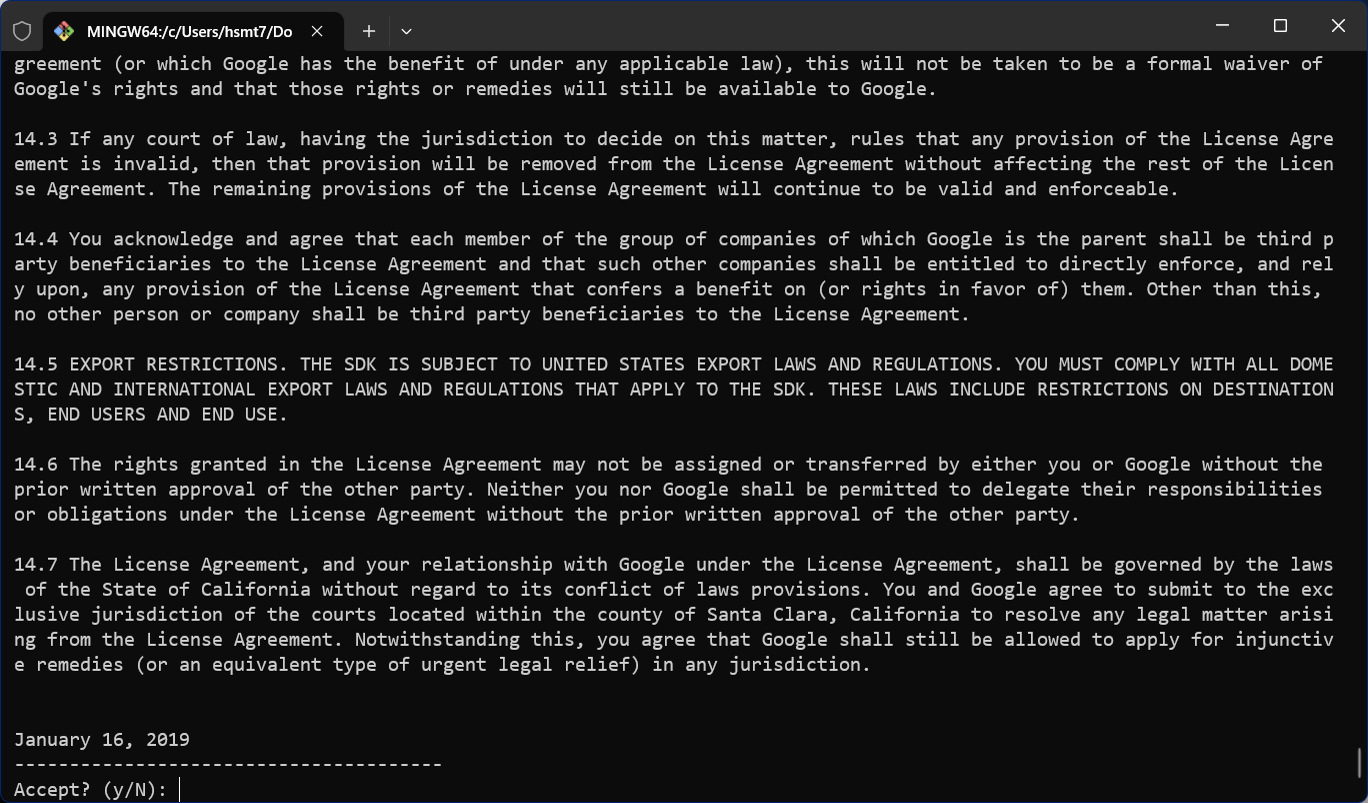 MINGW64:/c/Users/hsmt7/Do
greement (or which Google has the benefit of under any applicable law), this will not be taken to be a formal waiver of
Google's rights and that those rights or remedies will still be available to Google.
14.3 If any court of law, having the jurisdiction to decide on this matter, rules that any provision of the License Agre
ement is invalid, then that provision will be removed from the License Agreement without affecting the rest of the Licen
se Agreement. The remaining provisions of the License Agreement will continue to be valid and enforceable.
14.4 You acknowledge and agree that each member of the group of companies of which Google is the parent shall be third p
arty beneficiaries to the License Agreement and that such other companies shall be entitled to directly enforce, and rel
y upon, any provision of the License Agreement that confers a benefit on (or rights in favor of) them. Other than this,
no other person or company shall be third party beneficiaries to the License Agreement.
14.5 EXPORT RESTRICTIONS. THE SDK IS SUBJECT TO UNITED STATES EXPORT LAWS AND REGULATIONS. YOU MUST COMPLY WITH ALL DOME
STIC AND INTERNATIONAL EXPORT LAWS AND REGULATIONS THAT APPLY TO THE SDK. THESE LAWS INCLUDE RESTRICTIONS ON DESTINATION
S, END USERS AND END USE.
14.6 The rights granted in the License Agreement may not be assigned or transferred by either you or Google without the
prior written approval of the other party. Neither you nor Google shall be permitted to delegate their responsibilities
or obligations under the License Agreement without the prior written approval of the other party.
14.7 The License Agreement, and your relationship with Google under the License Agreement, shall be governed by the laws
of the State of California without regard to its conflict of laws provisions. You and Google agree to submit to the exc
lusive jurisdiction of the courts located within the county of Santa Clara, California to resolve any legal matter arisi
ng from the License Agreement. Notwithstanding this, you agree that Google shall still be allowed to apply for injunctiv
e remedies (or an equivalent type of urgent legal relief) in any jurisdiction.
January 16, 2019
---------------------------------------
Accept? (y/N):